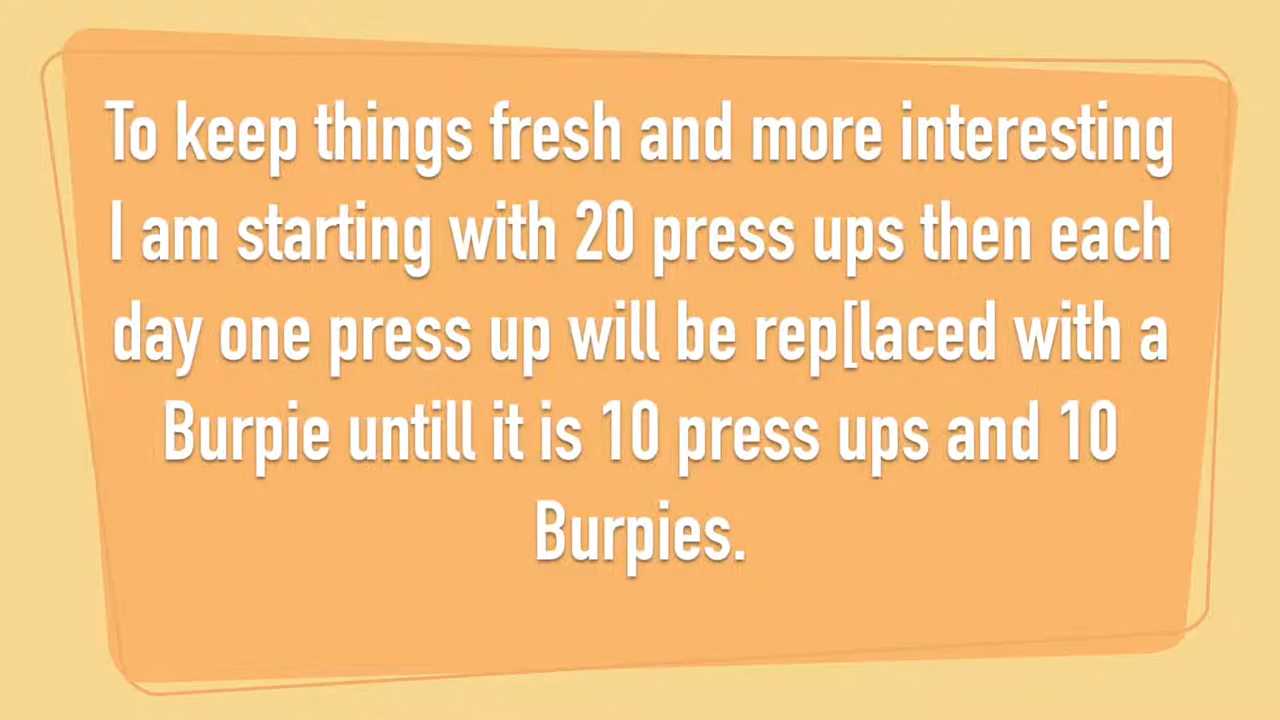 To keep things fresh and more interesting
I am starting with 20 press ups then each
day one press up will be rep[laced with a
Burpie untill it is 10 press ups and 10
Burpies.